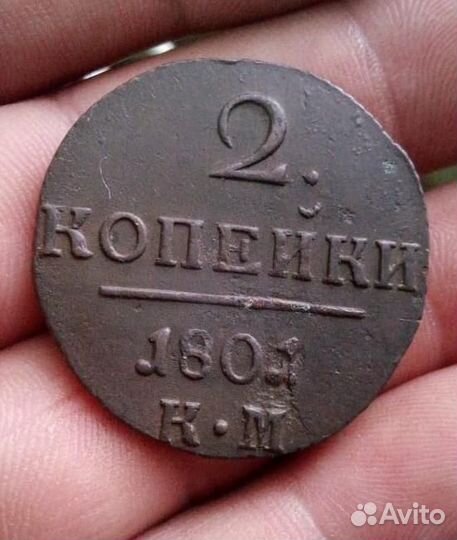 2.
КОПЕЙКИ
1801
К • М
Avito